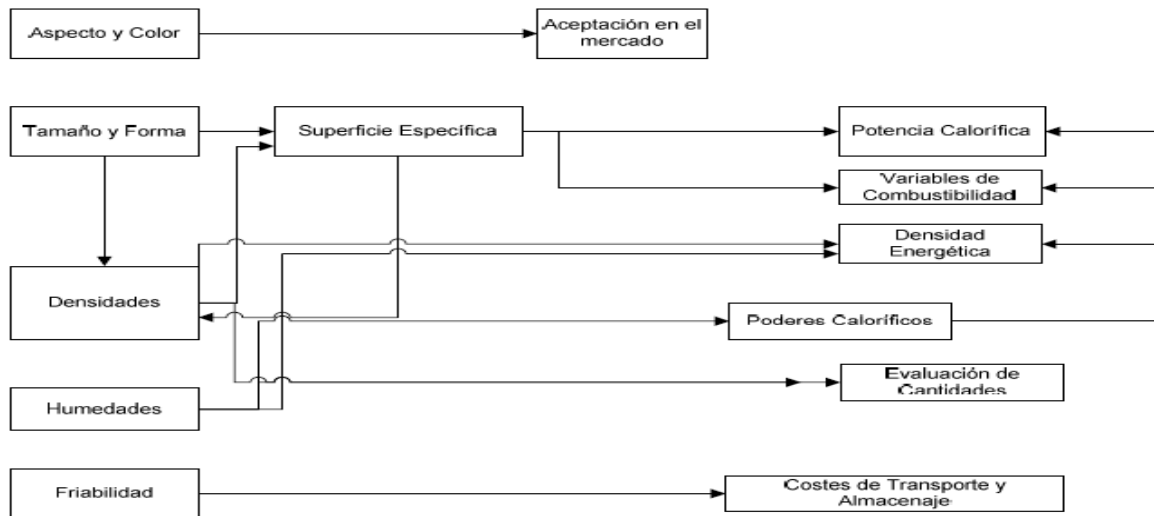 Aspecto y Color
Aceptación en el
mercado
Tamaño y Forma
Superficie Específica
Potencia Calorífica
Variables de
Combustibilidad
Densidad
Energética
Densidades
Poderes Caloríficos
Evaluación de
Cantidades
Humedades
Friabilidad
Costes de Transporte y
Almacenaje